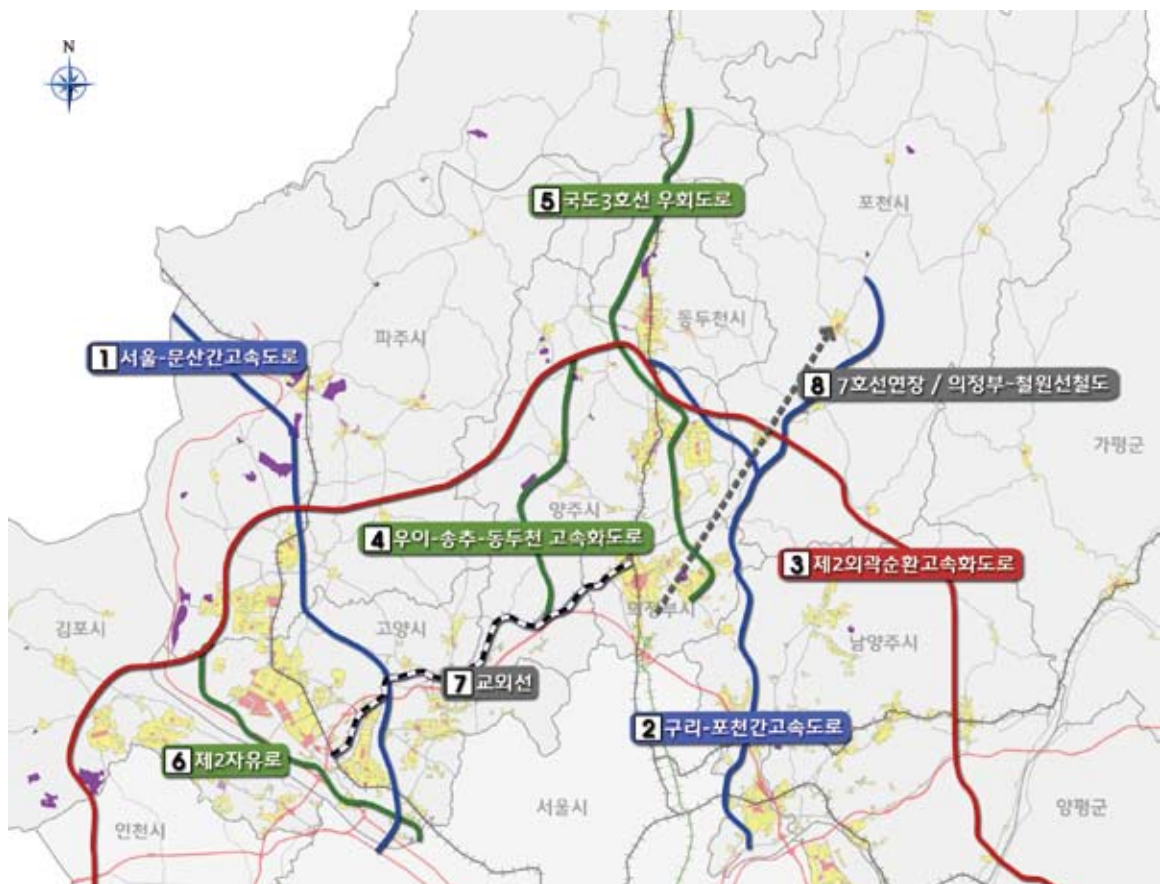 N
5 국도3호선 우회도로
포천시
동두천시
파주시
1 서울-문산간고속도로
8 7호선연장 / 의정부-철원선철도
가평군
양주시
4 우이-송추-동두천 고속화도로
3 제2외곽순환고속화도로
의정부시
김포시
고양시
남양주시
7 교외선
2 구리-포천간고속도로
6 제2자유로
서울시
양평군
인천시